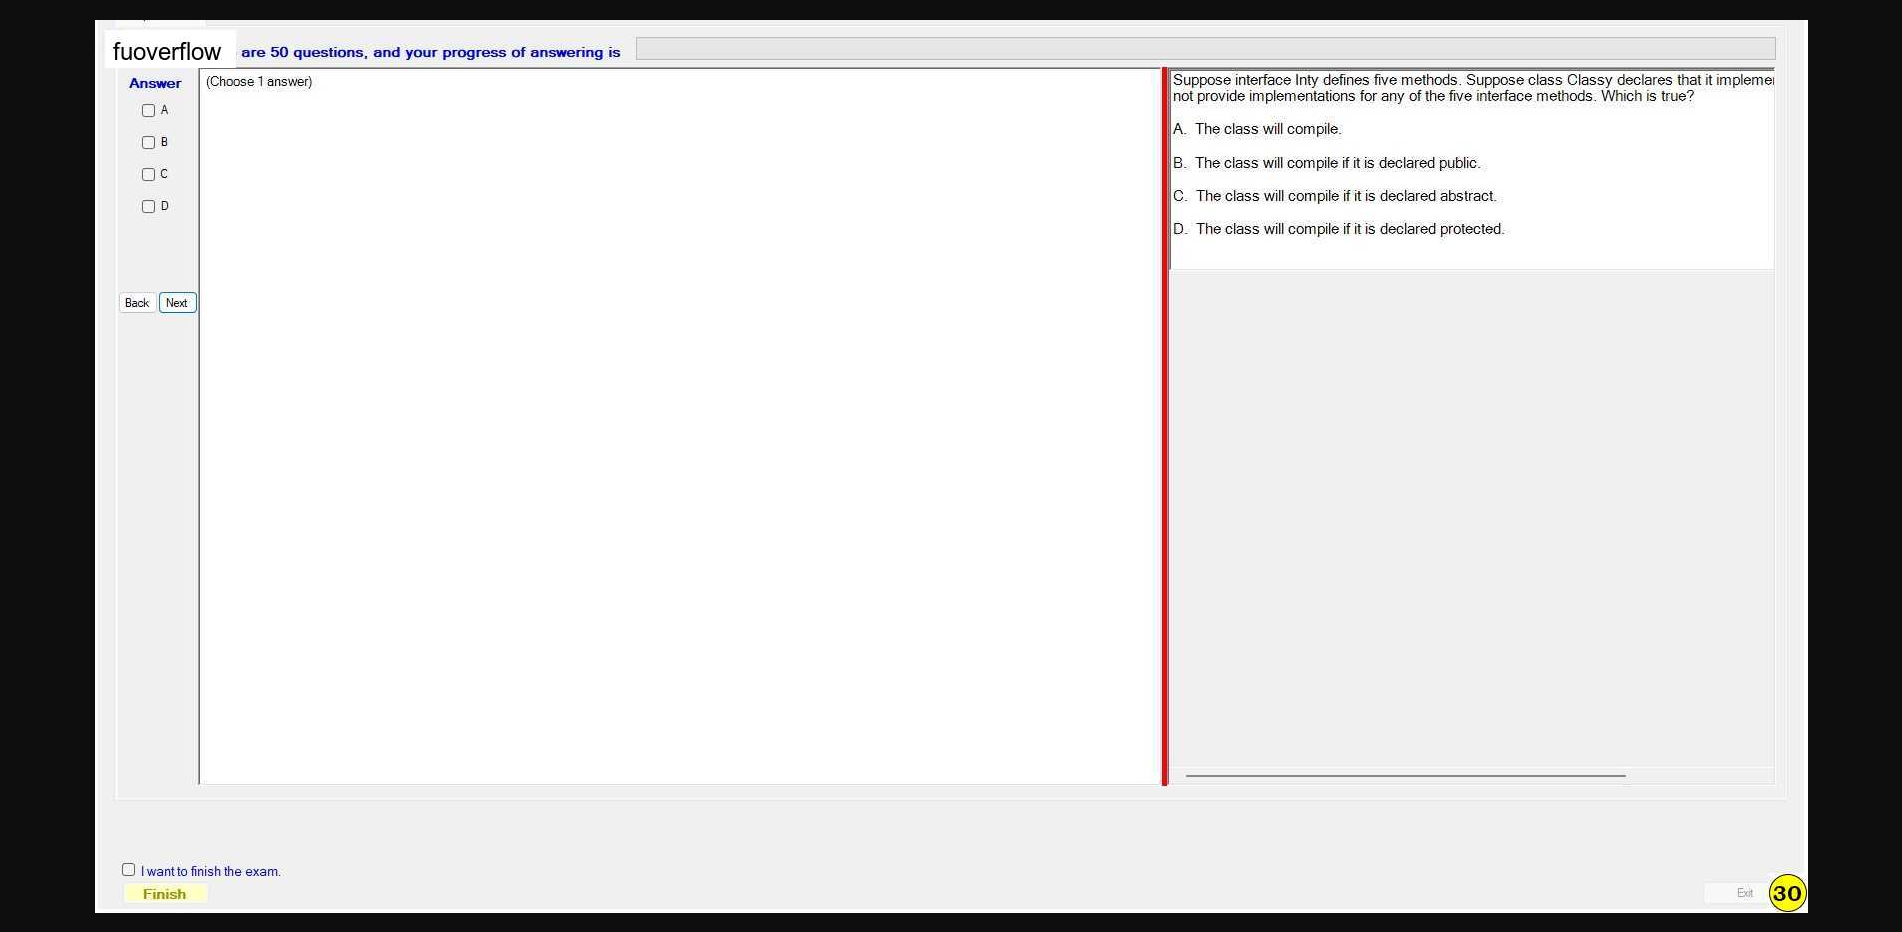 fuoverflow are 50 questions, and your progress of answering is
Answer
(Choose 1 answer)
A
B
C
D
Back Next
Suppose interface Inty defines five methods. Suppose class Classy declares that it
not provide implementations for any of the five interface methods. Which is true?
A. The class will compile.
B. The class will compile if it is declared public.
C. The class will compile if it is declared abstract.
D. The class will compile if it is declared protected.
I want to finish the exam.
Finish
Exit
30